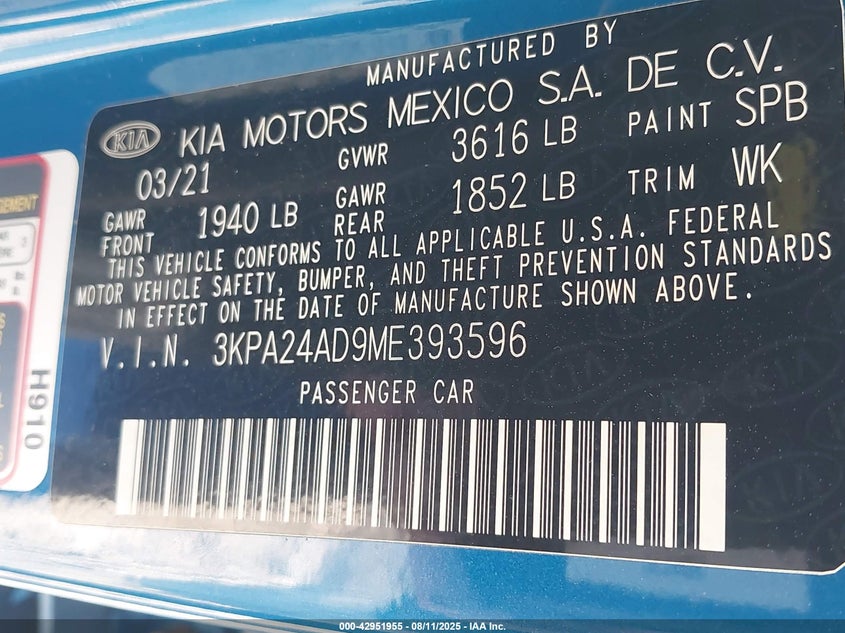 MANUFACTURED BY
KIA KIA MOTORS MEXICO S.A. DE C.V.
03/21 GVWR 3616 LB PAINT SPB
GAWR FRONT 1940 LB GAWR REAR 1852 LB TRIM WK
THIS VEHICLE CONFORMS TO ALL APPLICABLE U.S.A. FEDERAL
MOTOR VEHICLE SAFETY, BUMPER, AND THEFT PREVENTION STANDARDS
IN EFFECT ON THE DATE OF MANUFACTURE SHOWN ABOVE.
V.I.N. 3KPA24AD9ME393596
PASSENGER CAR
H910
000-42951955 - 08/11/2025 - IAA Inc.